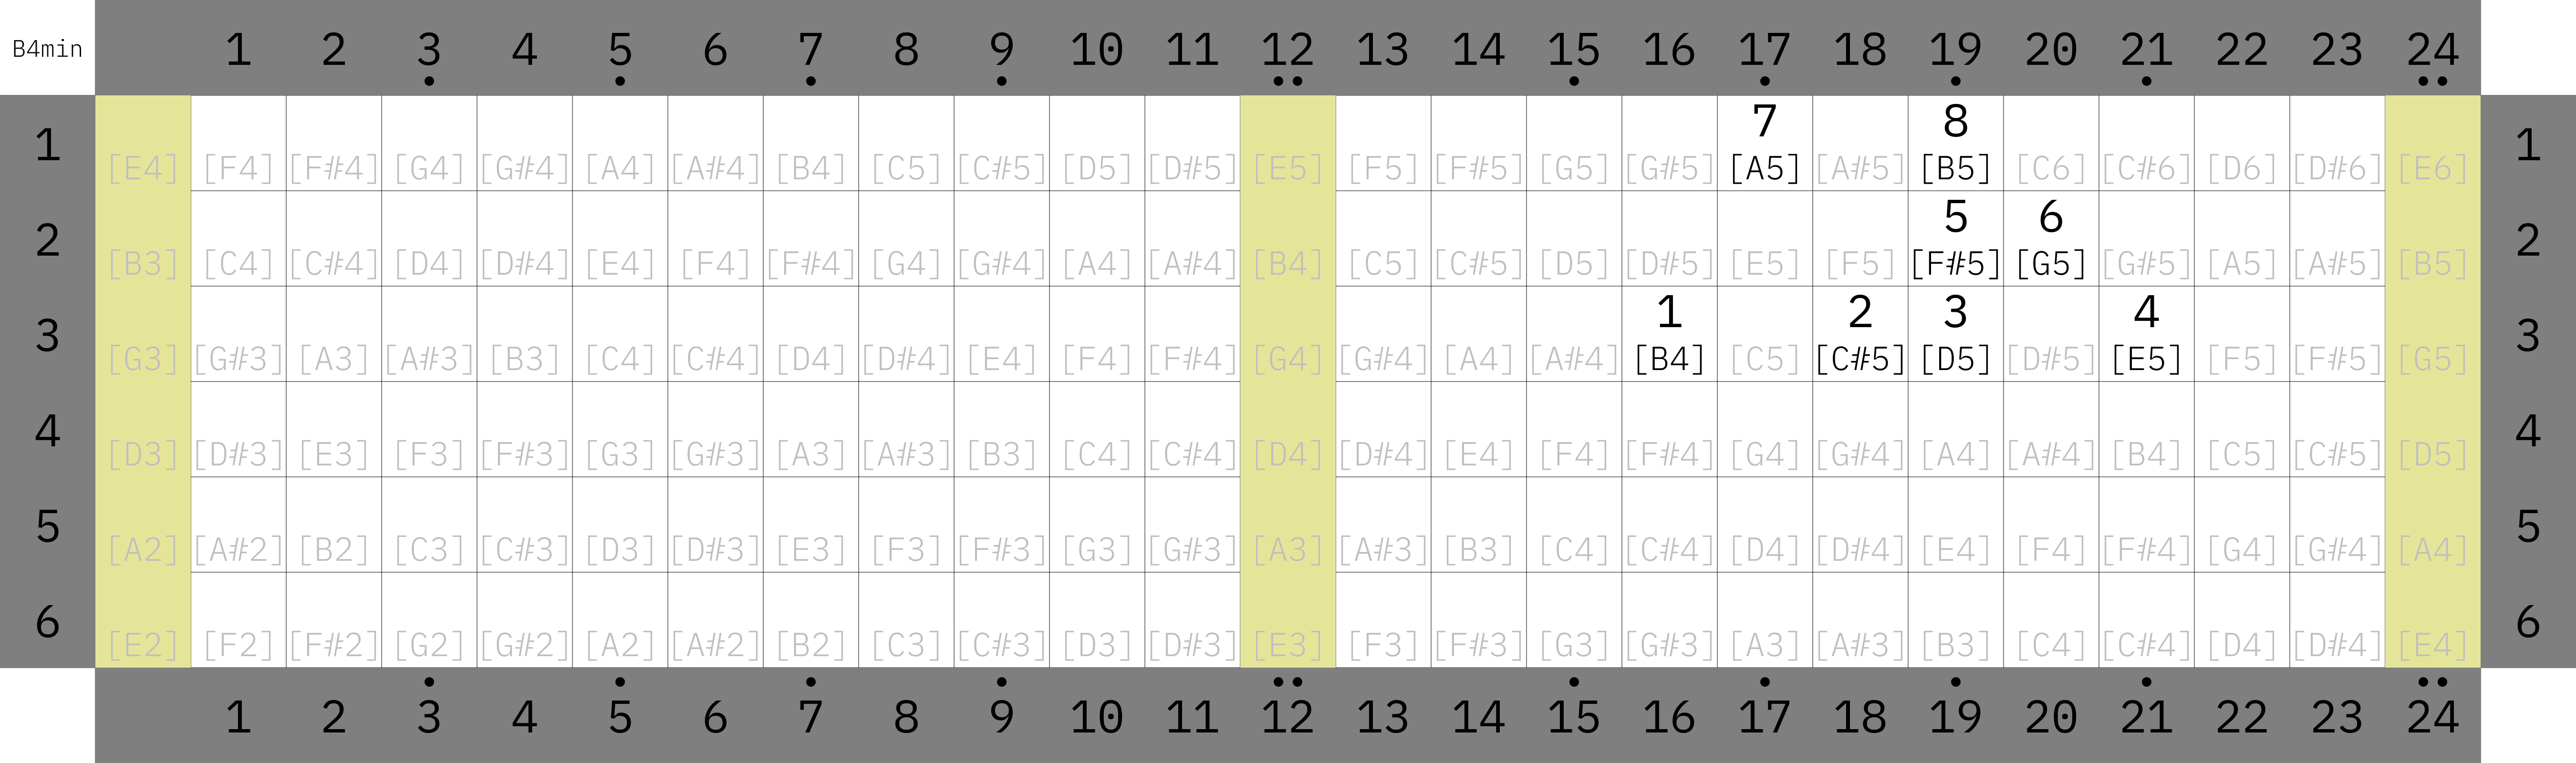 B4min 1 2 3 4 5 6 7 8 9 10 11 12 13 14 15 16 17 18 19 20 21 22 23 24
7 8
1 [E4] [F4] [F#4] [G4] [G#4] [A4] [A#4] [B4] [C5] [C#5] [D5] [D#5] [E5] [F5] [F#5] [G5] [G#5] [A5] [A#5] [B5] [C6] [C#6] [D6] [D#6] [E6] 1
5 6
2 [B3] [C4] [C#4] [D4] [D#4] [E4] [F4] [F#4] [G4] [G#4] [A4] [A#4] [B4] [C5] [C#5] [D5] [D#5] [E5] [F5] [F#5] [G5] [G#5] [A5] [A#5] [B5] 2
1 2 3 4
3 [G3] [G#3] [A3] [A#3] [B3] [C4] [C#4] [D4] [D#4] [E4] [F4] [F#4] [G4] [G#4] [A4] [A#4] [B4] [C5] [C#5] [D5] [D#5] [E5] [F5] [F#5] [G5] 3
4 [D3] [D#3] [E3] [F3] [F#3] [G3] [G#3] [A3] [A#3] [B3] [C4] [C#4] [D4] [D#4] [E4] [F4] [F#4] [G4] [G#4] [A4] [A#4] [B4] [C5] [C#5] [D5] 4
5 [A2] [A#2] [B2] [C3] [C#3] [D3] [D#3] [E3] [F3] [F#3] [G3] [G#3] [A3] [A#3] [B3] [C4] [C#4] [D4] [D#4] [E4] [F4] [F#4] [G4] [G#4] [A4] 5
6 [E2] [F2] [F#2] [G2] [G#2] [A2] [A#2] [B2] [C3] [C#3] [D3] [D#3] [E3] [F3] [F#3] [G3] [G#3] [A3] [A#3] [B3] [C4] [C#4] [D4] [D#4] [E4] 6
1 2 3 4 5 6 7 8 9 10 11 12 13 14 15 16 17 18 19 20 21 22 23 24